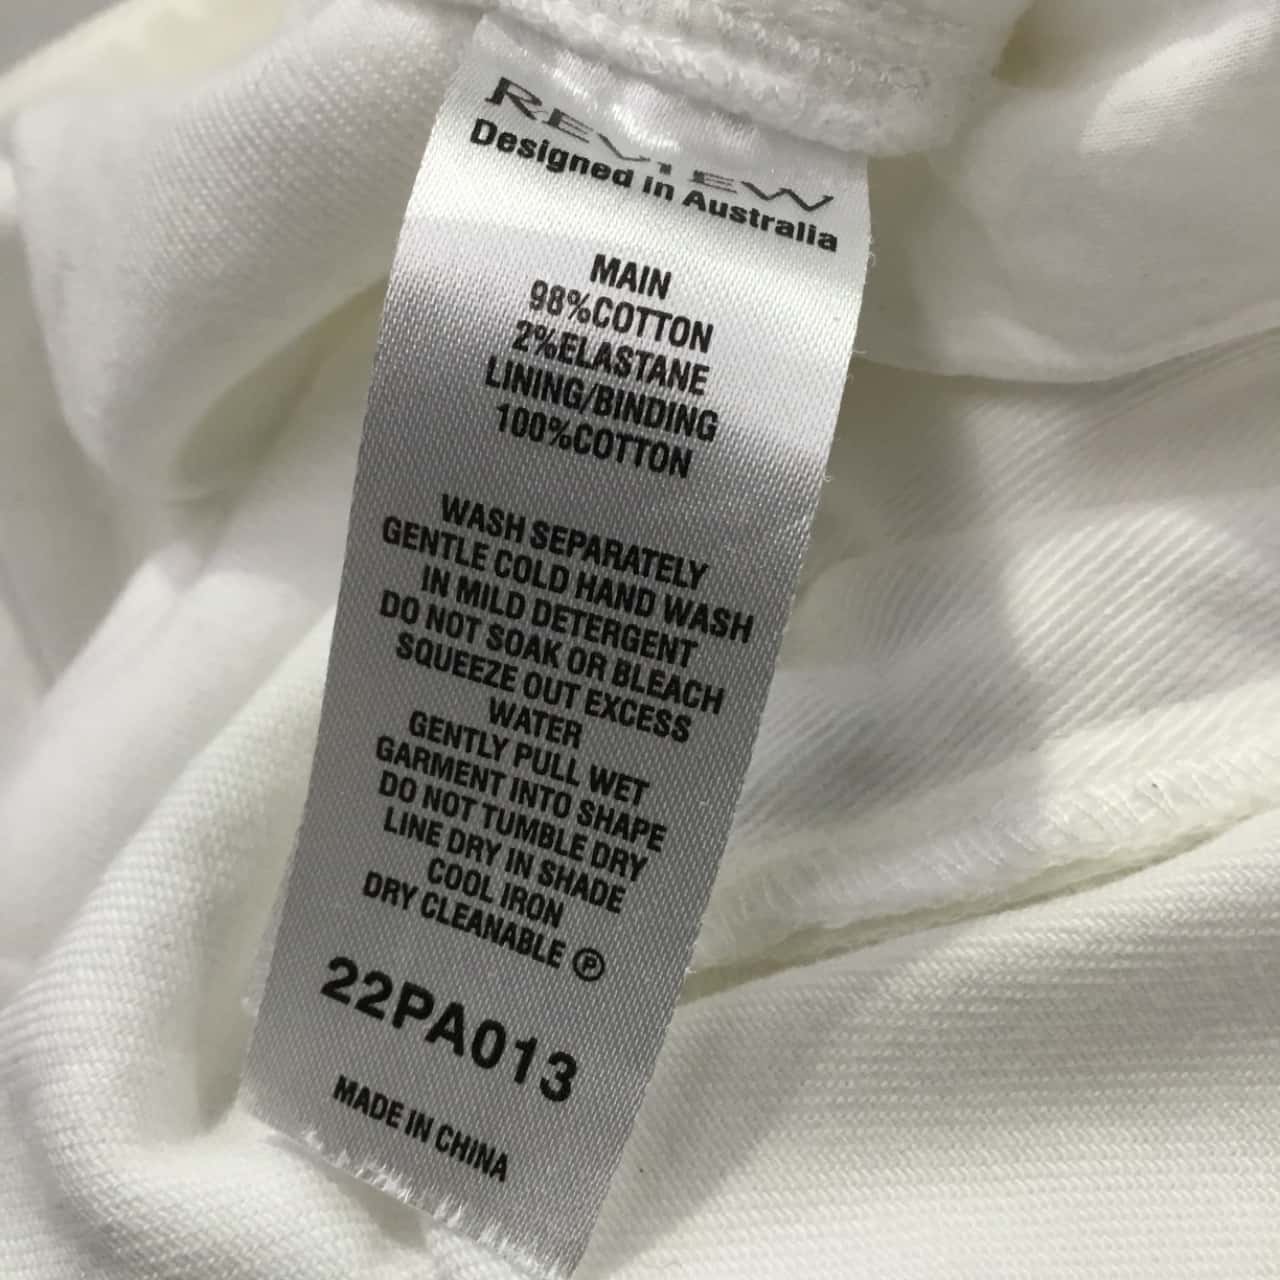 REVIEW
Designed in Australia
MAIN
98%COTTON
2%ELASTANE
LINING/BINDING
100%COTTON
WASH SEPARATELY
GENTLE COLD HAND WASH
IN MILD DETERGENT
DO NOT SOAK OR BLEACH
SQUEEZE OUT EXCESS
WATER
GENTLY PULL WET
GARMENT INTO SHAPE
DO NOT TUMBLE DRY
LINE DRY IN SHADE
COOL IRON
DRY CLEANABLE Ⓟ
22PA013
MADE IN CHINA